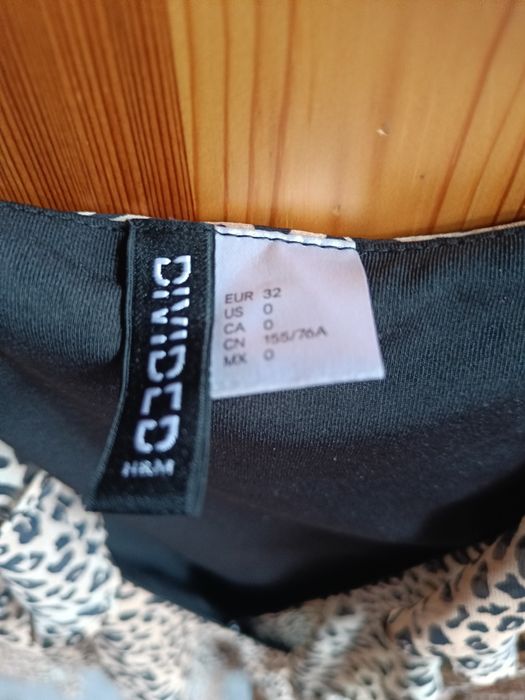 DIVIDED
H&M
EUR 32
US 0
CA 0
CN 155/76A
MX 0